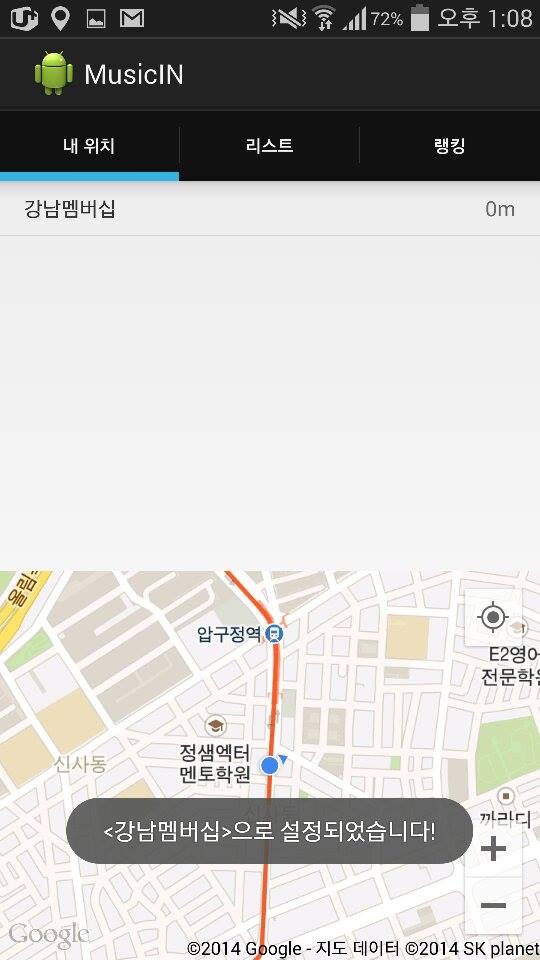 72% 오후 1:08
MusicIN
내 위치 리스트 랭킹
강남멤버십 0m
압구정역
E2영어
전문학원
정샘엑터
멘토학원
신사동
<강남멤버십>으로 설정되었습니다!
까라디
Google
©2014 Google - 지도 데이터 ©2014 SK planet